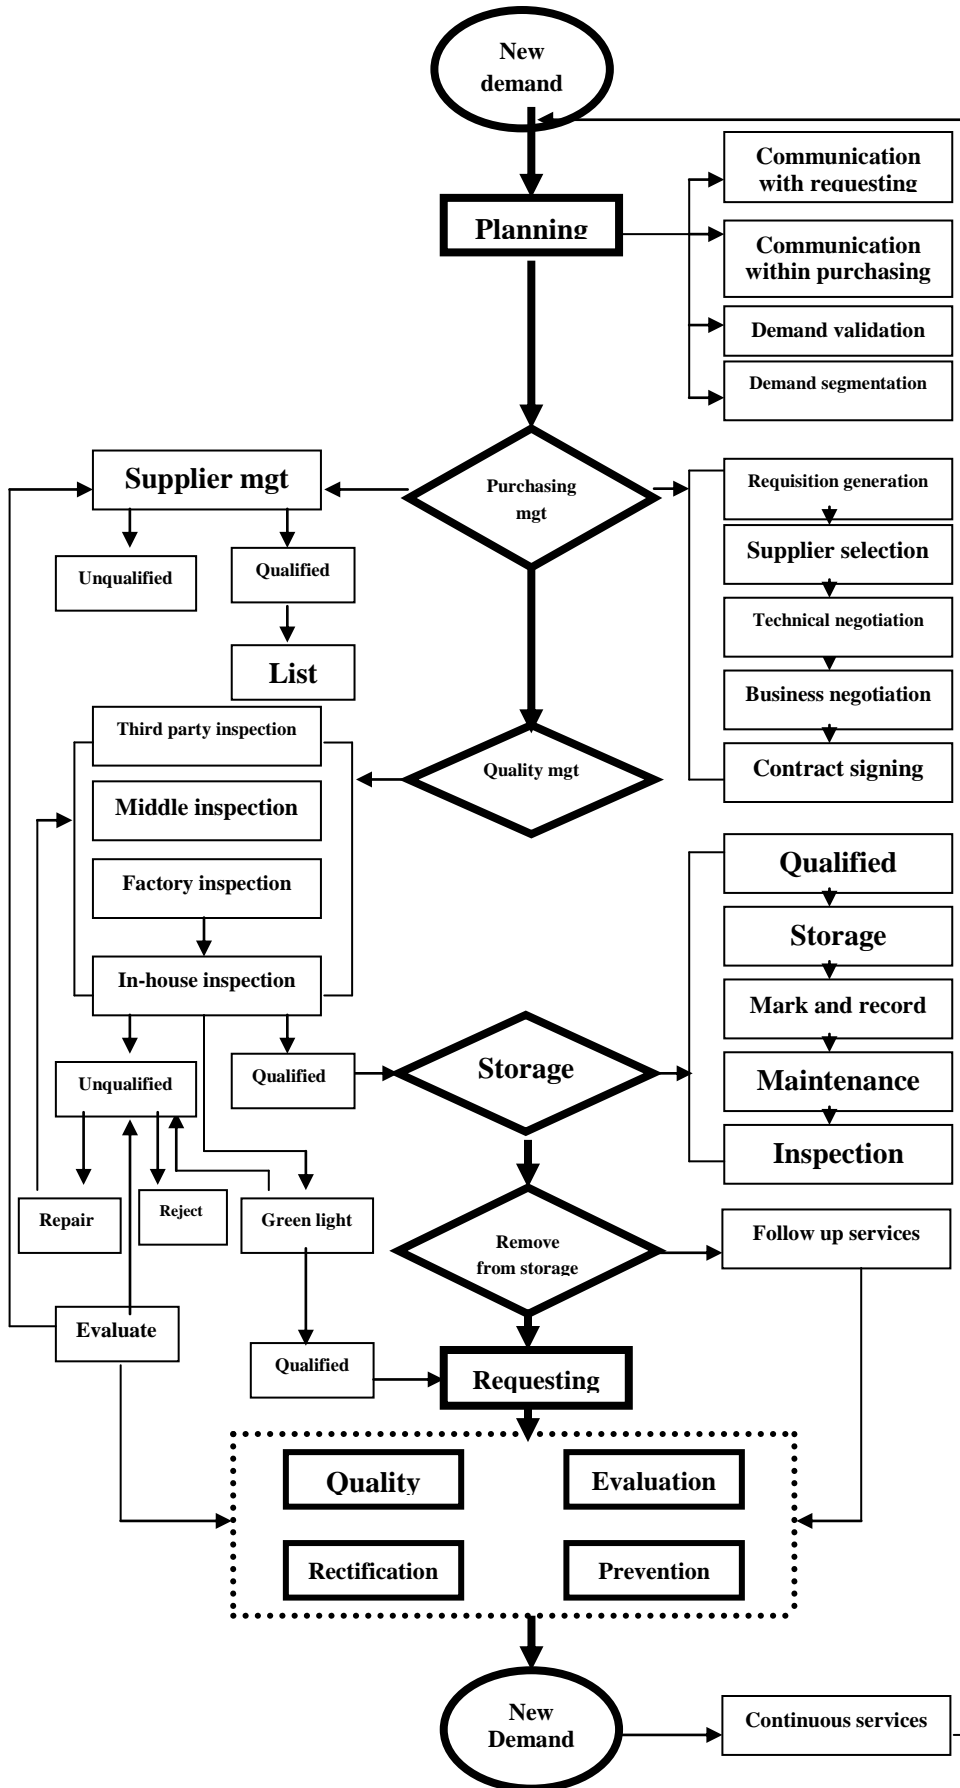 New
demand
Communication
with requesting
Planning
Communication
within purchasing
Demand validation
Demand segmentation
Supplier mgt
Purchasing
mgt
Requisition generation
Unqualified
Qualified
Supplier selection
Technical negotiation
List
Business negotiation
Third party inspection
Quality mgt
Contract signing
Middle inspection
Factory inspection
Qualified
Storage
In-house inspection
Mark and record
Unqualified
Qualified
Storage
Maintenance
Inspection
Repair
Reject
Green light
Remove
from storage
Follow up services
Evaluate
Qualified
Requesting
Quality
Evaluation
Rectification
Prevention
New
Demand
Continuous services